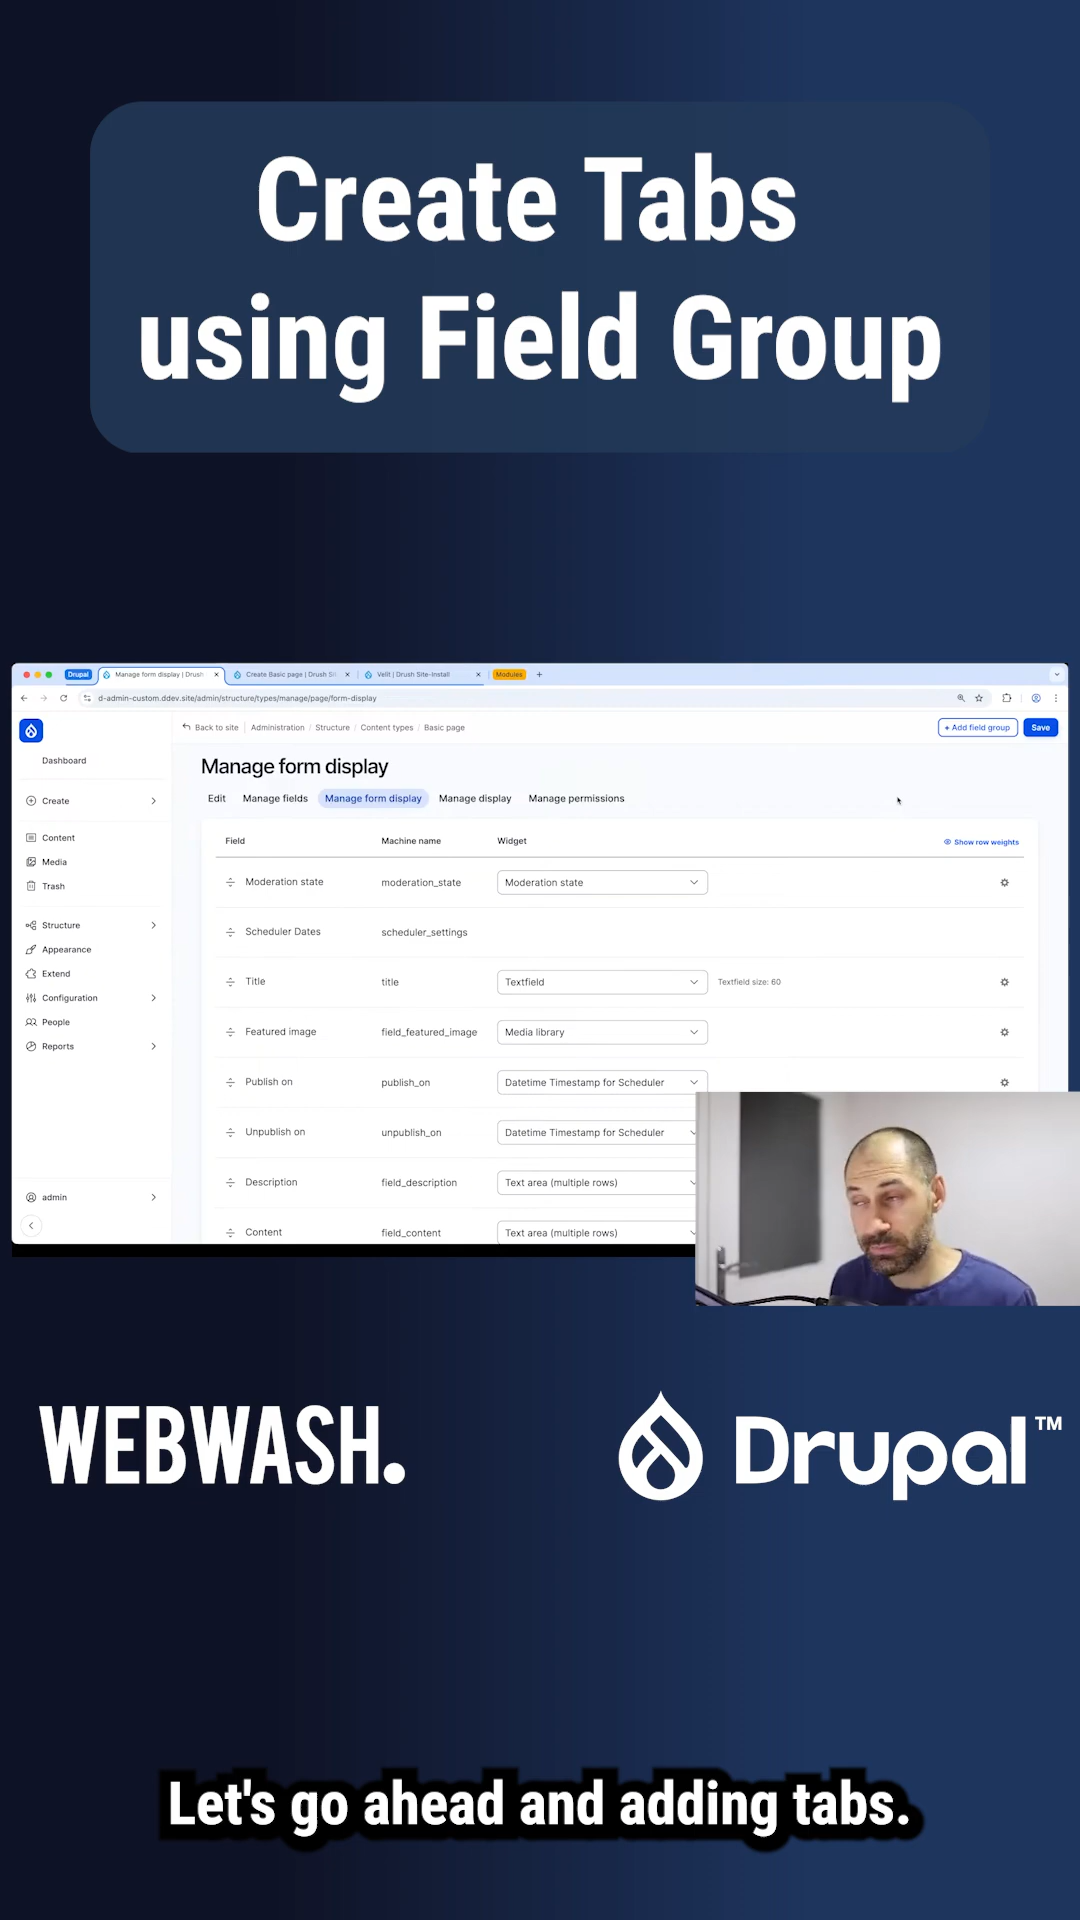 Create Tabs
using Field Group
Drupal
Manage form display | Drush
Create Basic page | Drush Si
Velit | Drush Site-Install
Modules
d-admin-custom.ddev.site/admin/structure/types/manage/page/form-display
Back to site
Administration / Structure / Content types / Basic page
+ Add field group
Save
Dashboard
Create
Content
Media
Trash
Structure
Appearance
Extend
Configuration
People
Reports
admin
Manage form display
Edit
Manage fields
Manage form display
Manage display
Manage permissions
Field
Machine name
Widget
Show row weights
Moderation state
moderation_state
Moderation state
Scheduler Dates
scheduler_settings
Title
title
Textfield
Textfield size: 60
Featured image
field_featured_image
Media library
Publish on
publish_on
Datetime Timestamp for Scheduler
Unpublish on
unpublish_on
Datetime Timestamp for Scheduler
Description
field_description
Text area (multiple rows)
Content
field_content
Text area (multiple rows)
WEBWASH.
Drupal™
Let's go ahead and adding tabs.